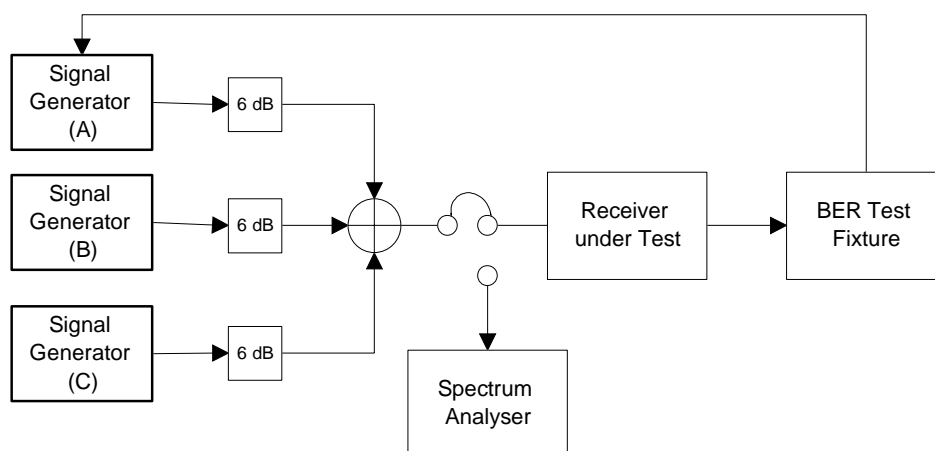 Signal
Generator
(A)
6 dB
Signal
Generator
(B)
6 dB
Receiver
under Test
BER Test
Fixture
Signal
Generator
(C)
6 dB
Spectrum
Analyser